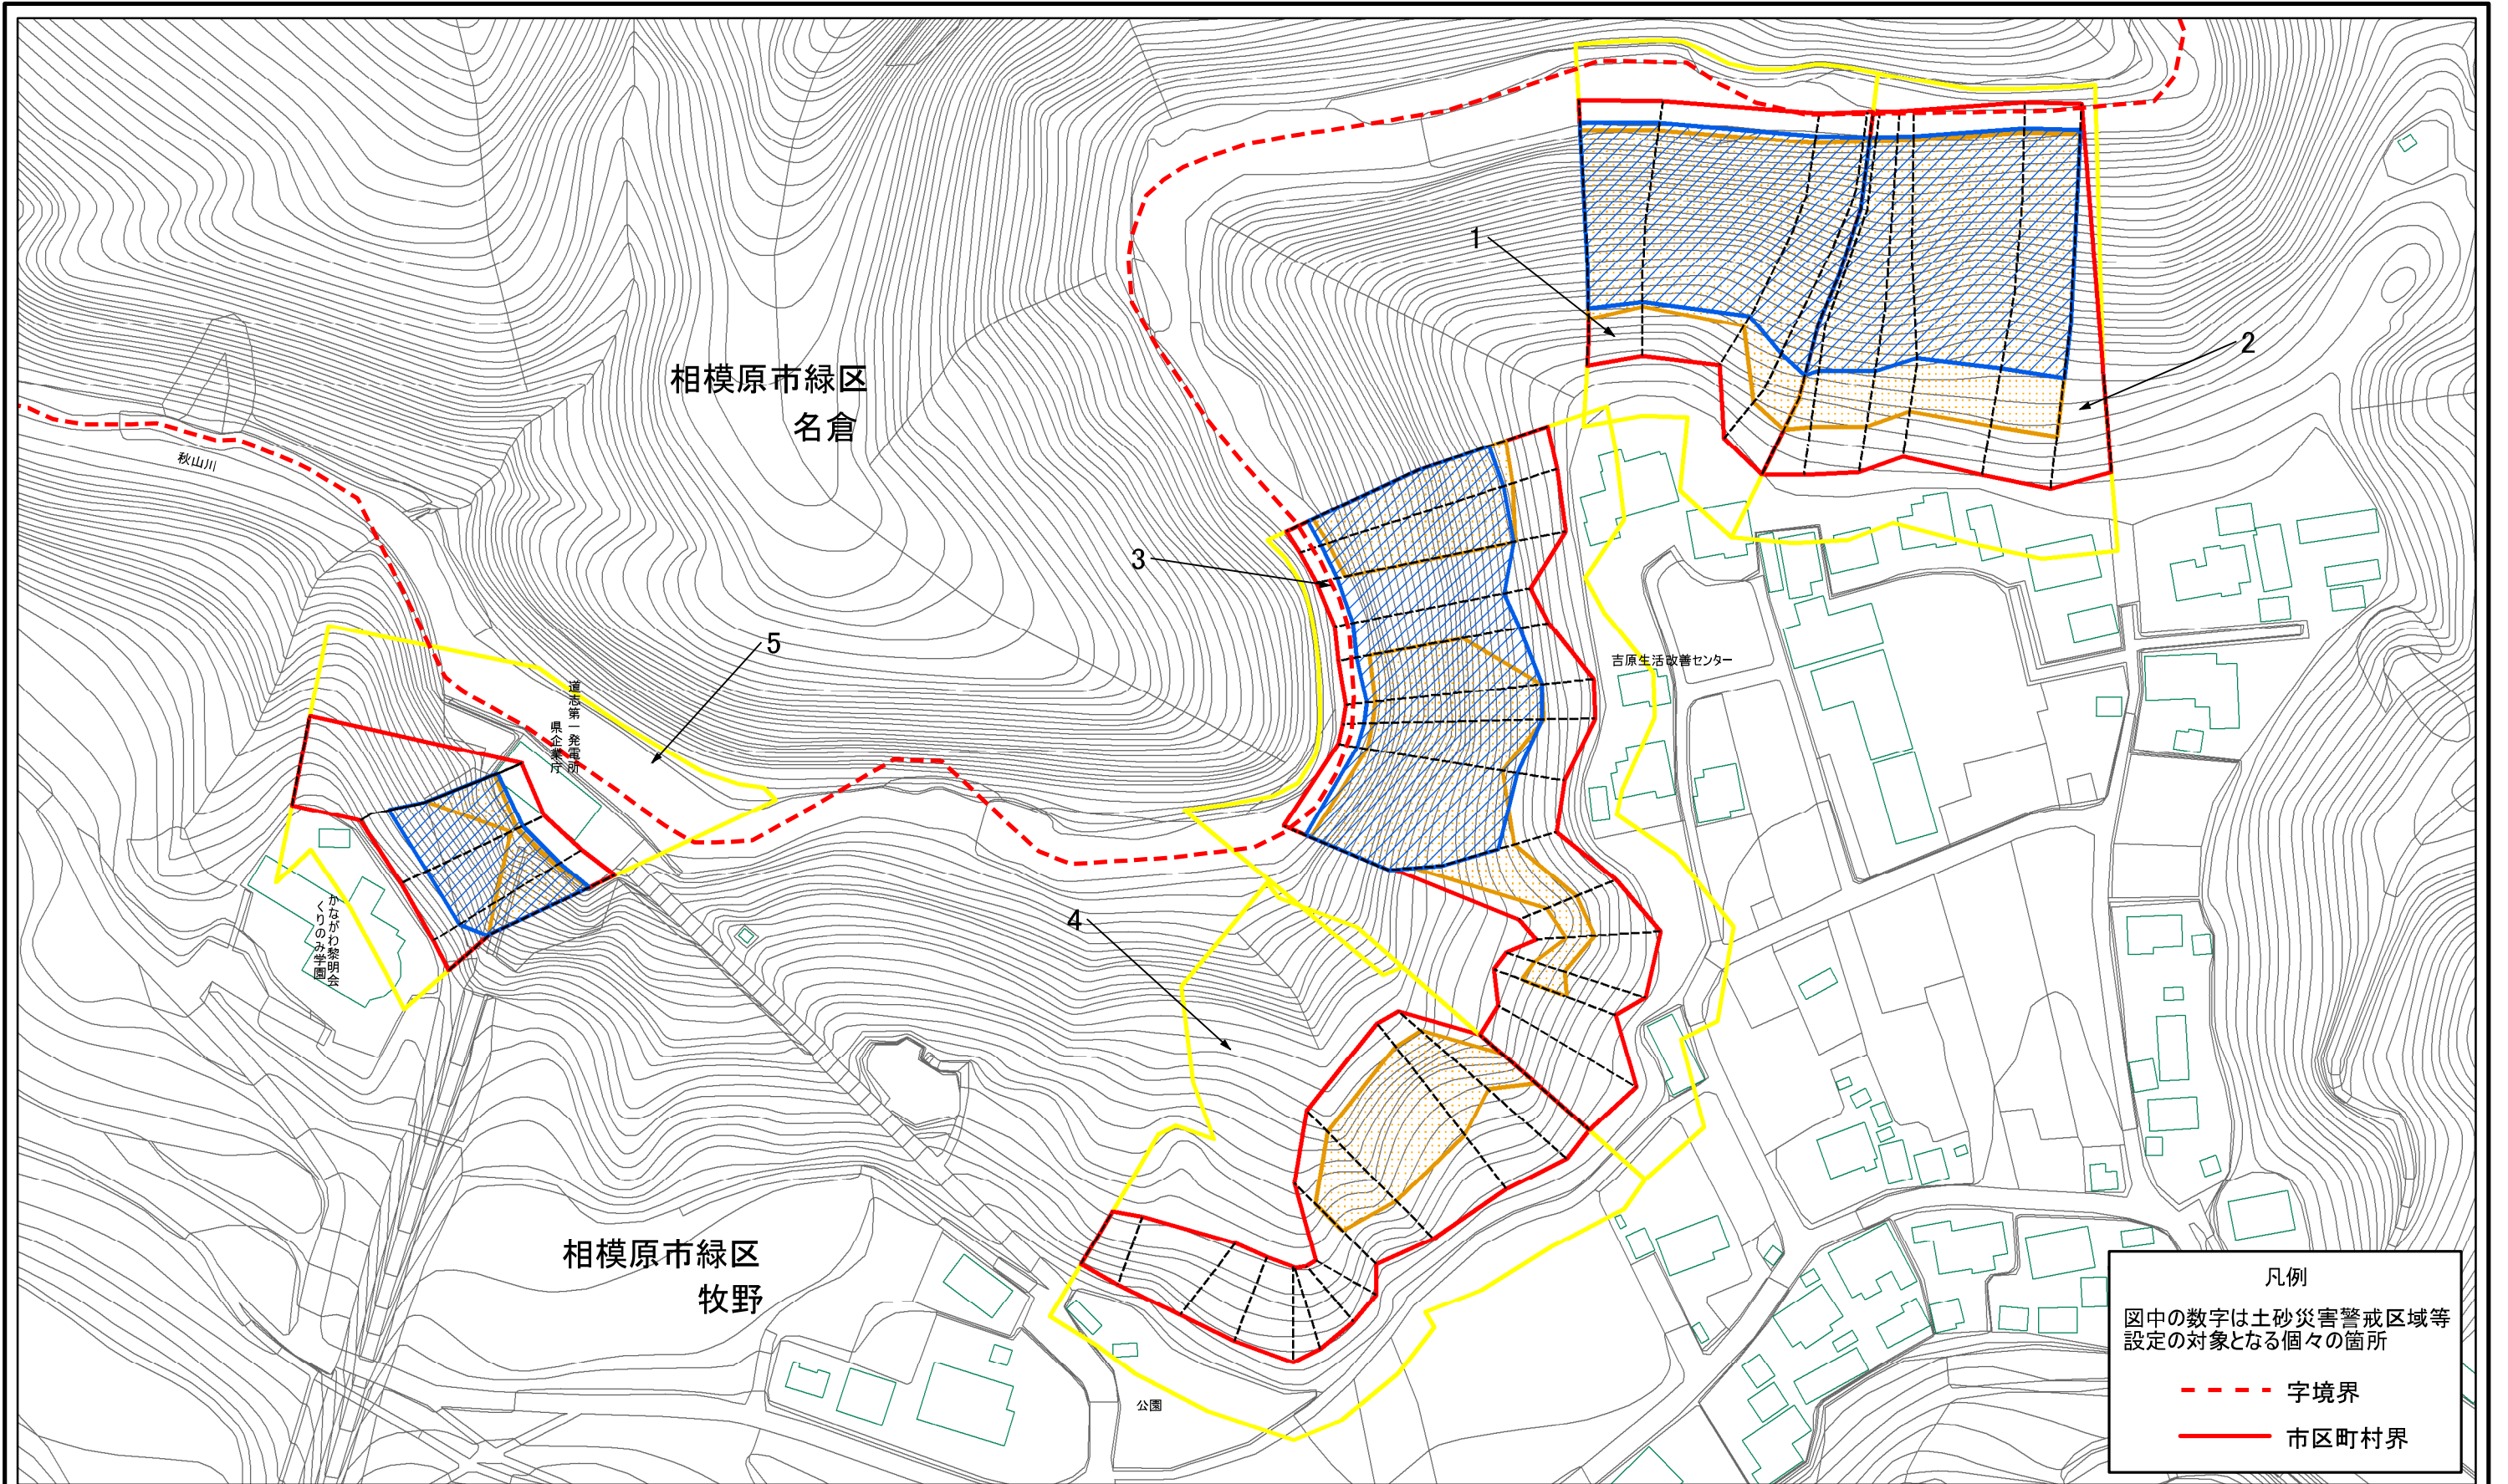 1
2
相模原市緑区
名倉
秋山川
3
吉原生活改善センター
5
道志第一発電所
県企業庁
かながわ黎明会
くりのみ学園
4
相模原市緑区
牧野
公園
凡例
図中の数字は土砂災害警戒区域等
設定の対象となる個々の箇所
字境界
市区町村界